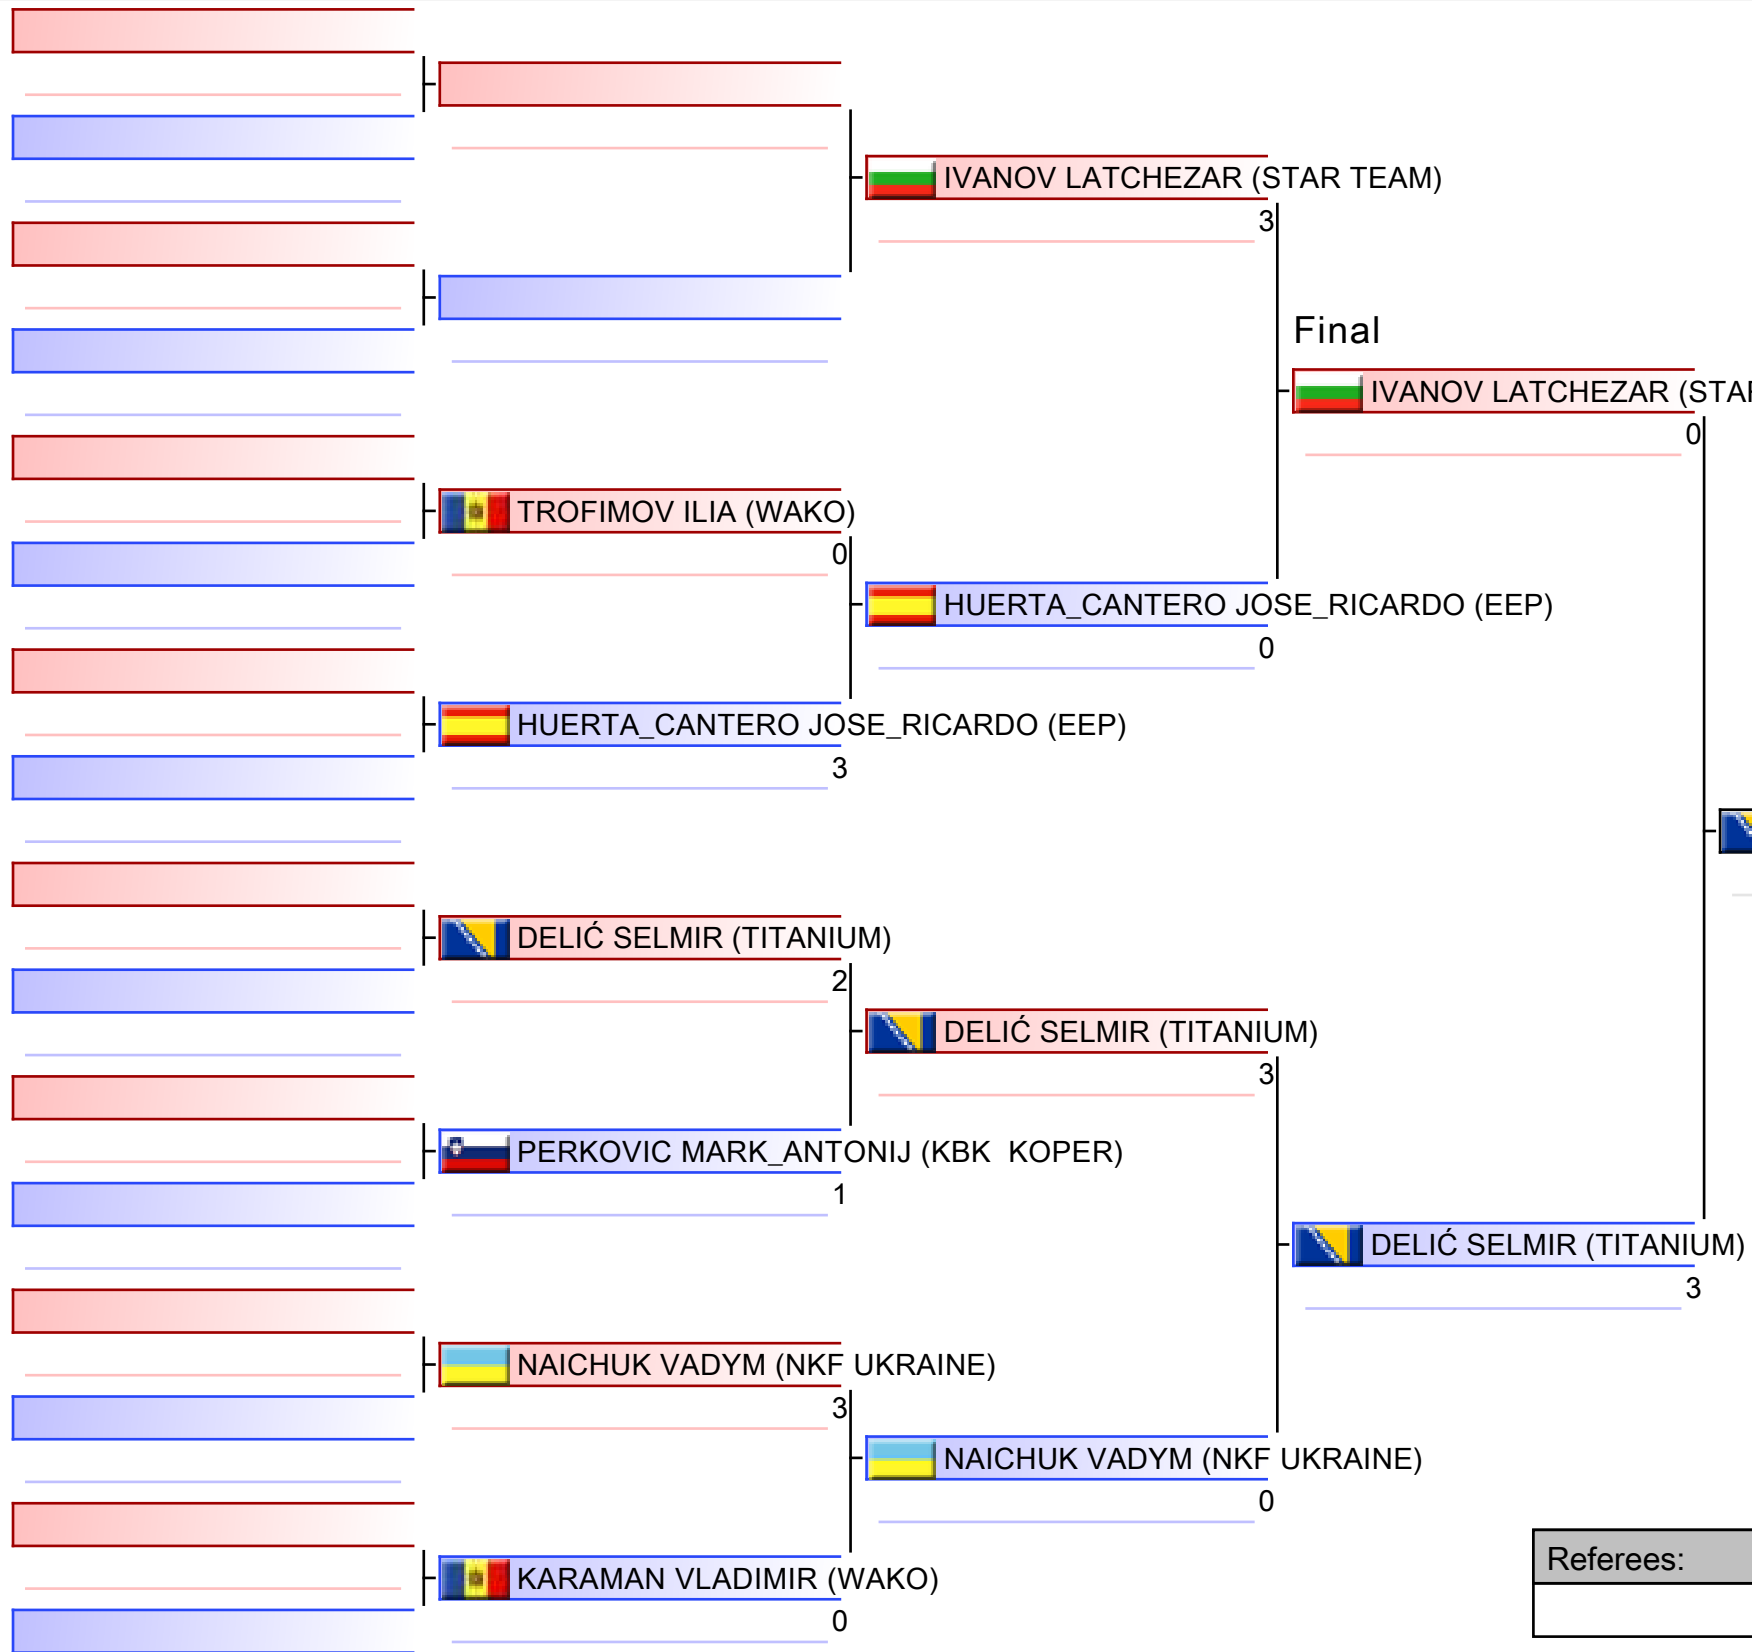 IVANOV LATCHEZAR (STAR TEAM)
3
Final
IVANOV LATCHEZAR (STAR
0
TROFIMOV ILIA (WAKO)
0
HUERTA_CANTERO JOSE_RICARDO (EEP)
0
HUERTA_CANTERO JOSE_RICARDO (EEP)
3
DELIĆ SELMIR (TITANIUM)
2
DELIĆ SELMIR (TITANIUM)
3
PERKOVIC MARK_ANTONIJ (KBK  KOPER)
1
DELIĆ SELMIR (TITANIUM)
3
NAICHUK VADYM (NKF UKRAINE)
3
NAICHUK VADYM (NKF UKRAINE)
0
KARAMAN VLADIMIR (WAKO)
0
Referees: